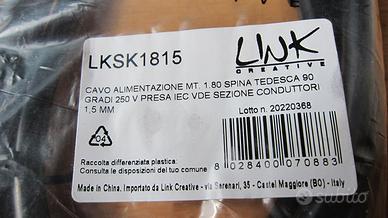 LKSK1815
LINK
CREATIVE
CAVO ALIMENTAZIONE MT. 1.80 SPINA TEDESCA 90
GRADI 250 V PRESA IEC VDE SEZIONE CONDUTTORI
1,5 MM
Lotto n. 20220368
04
Raccolta differenziata plastica:
Consulta le disposizioni del tuo comune
8 028400 070883
Made in China. Importato da Link Creative - via Serenari, 35 - Castel Maggiore (BO) - Italy
subito